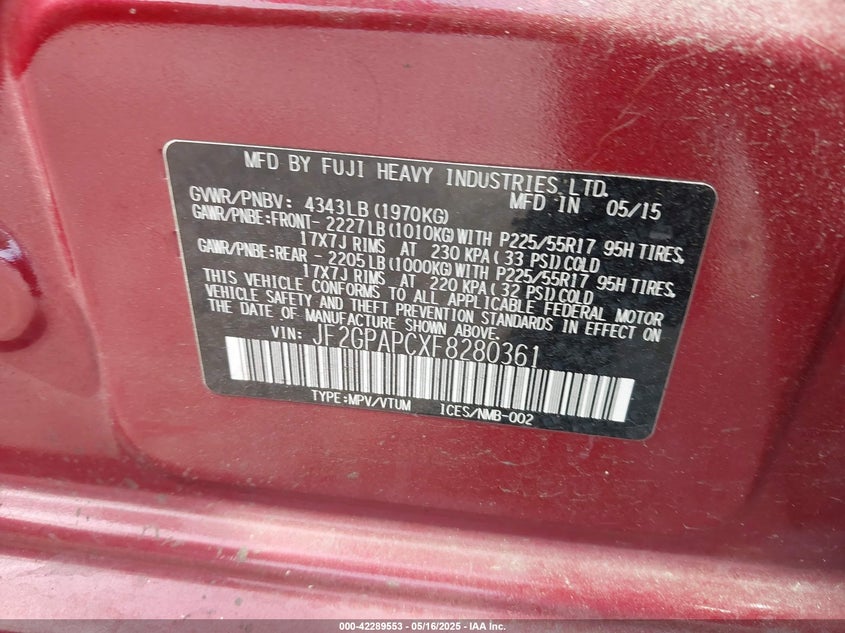 MFD BY FUJI HEAVY INDUSTRIES LTD.
GVWR/PNBV: 4343LB (1970KG) MFD IN 05/15
GAWR/PNBE:FRONT- 2227LB (1010KG) WITH P225/55R17 95H TIRES,
17X7J RIMS AT 230 KPA( 33 PSI)COLD
GAWR/PNBE:REAR - 2205LB (1000KG) WITH P225/55R17 95H TIRES,
17X7J RIMS AT 220 KPA( 32 PSI)COLD
THIS VEHICLE CONFORMS TO ALL APPLICABLE FEDERAL MOTOR
VEHICLE SAFETY AND THEFT PREVENTION STANDARDS IN EFFECT ON
THE DATE OF MANUFACTURE SHOWN ABOVE.
VIN: JF2GPAPCXF8280361
TYPE:MPV/VTUM ICES/NMB-002
000-42289553 - 05/16/2025 - IAA Inc.